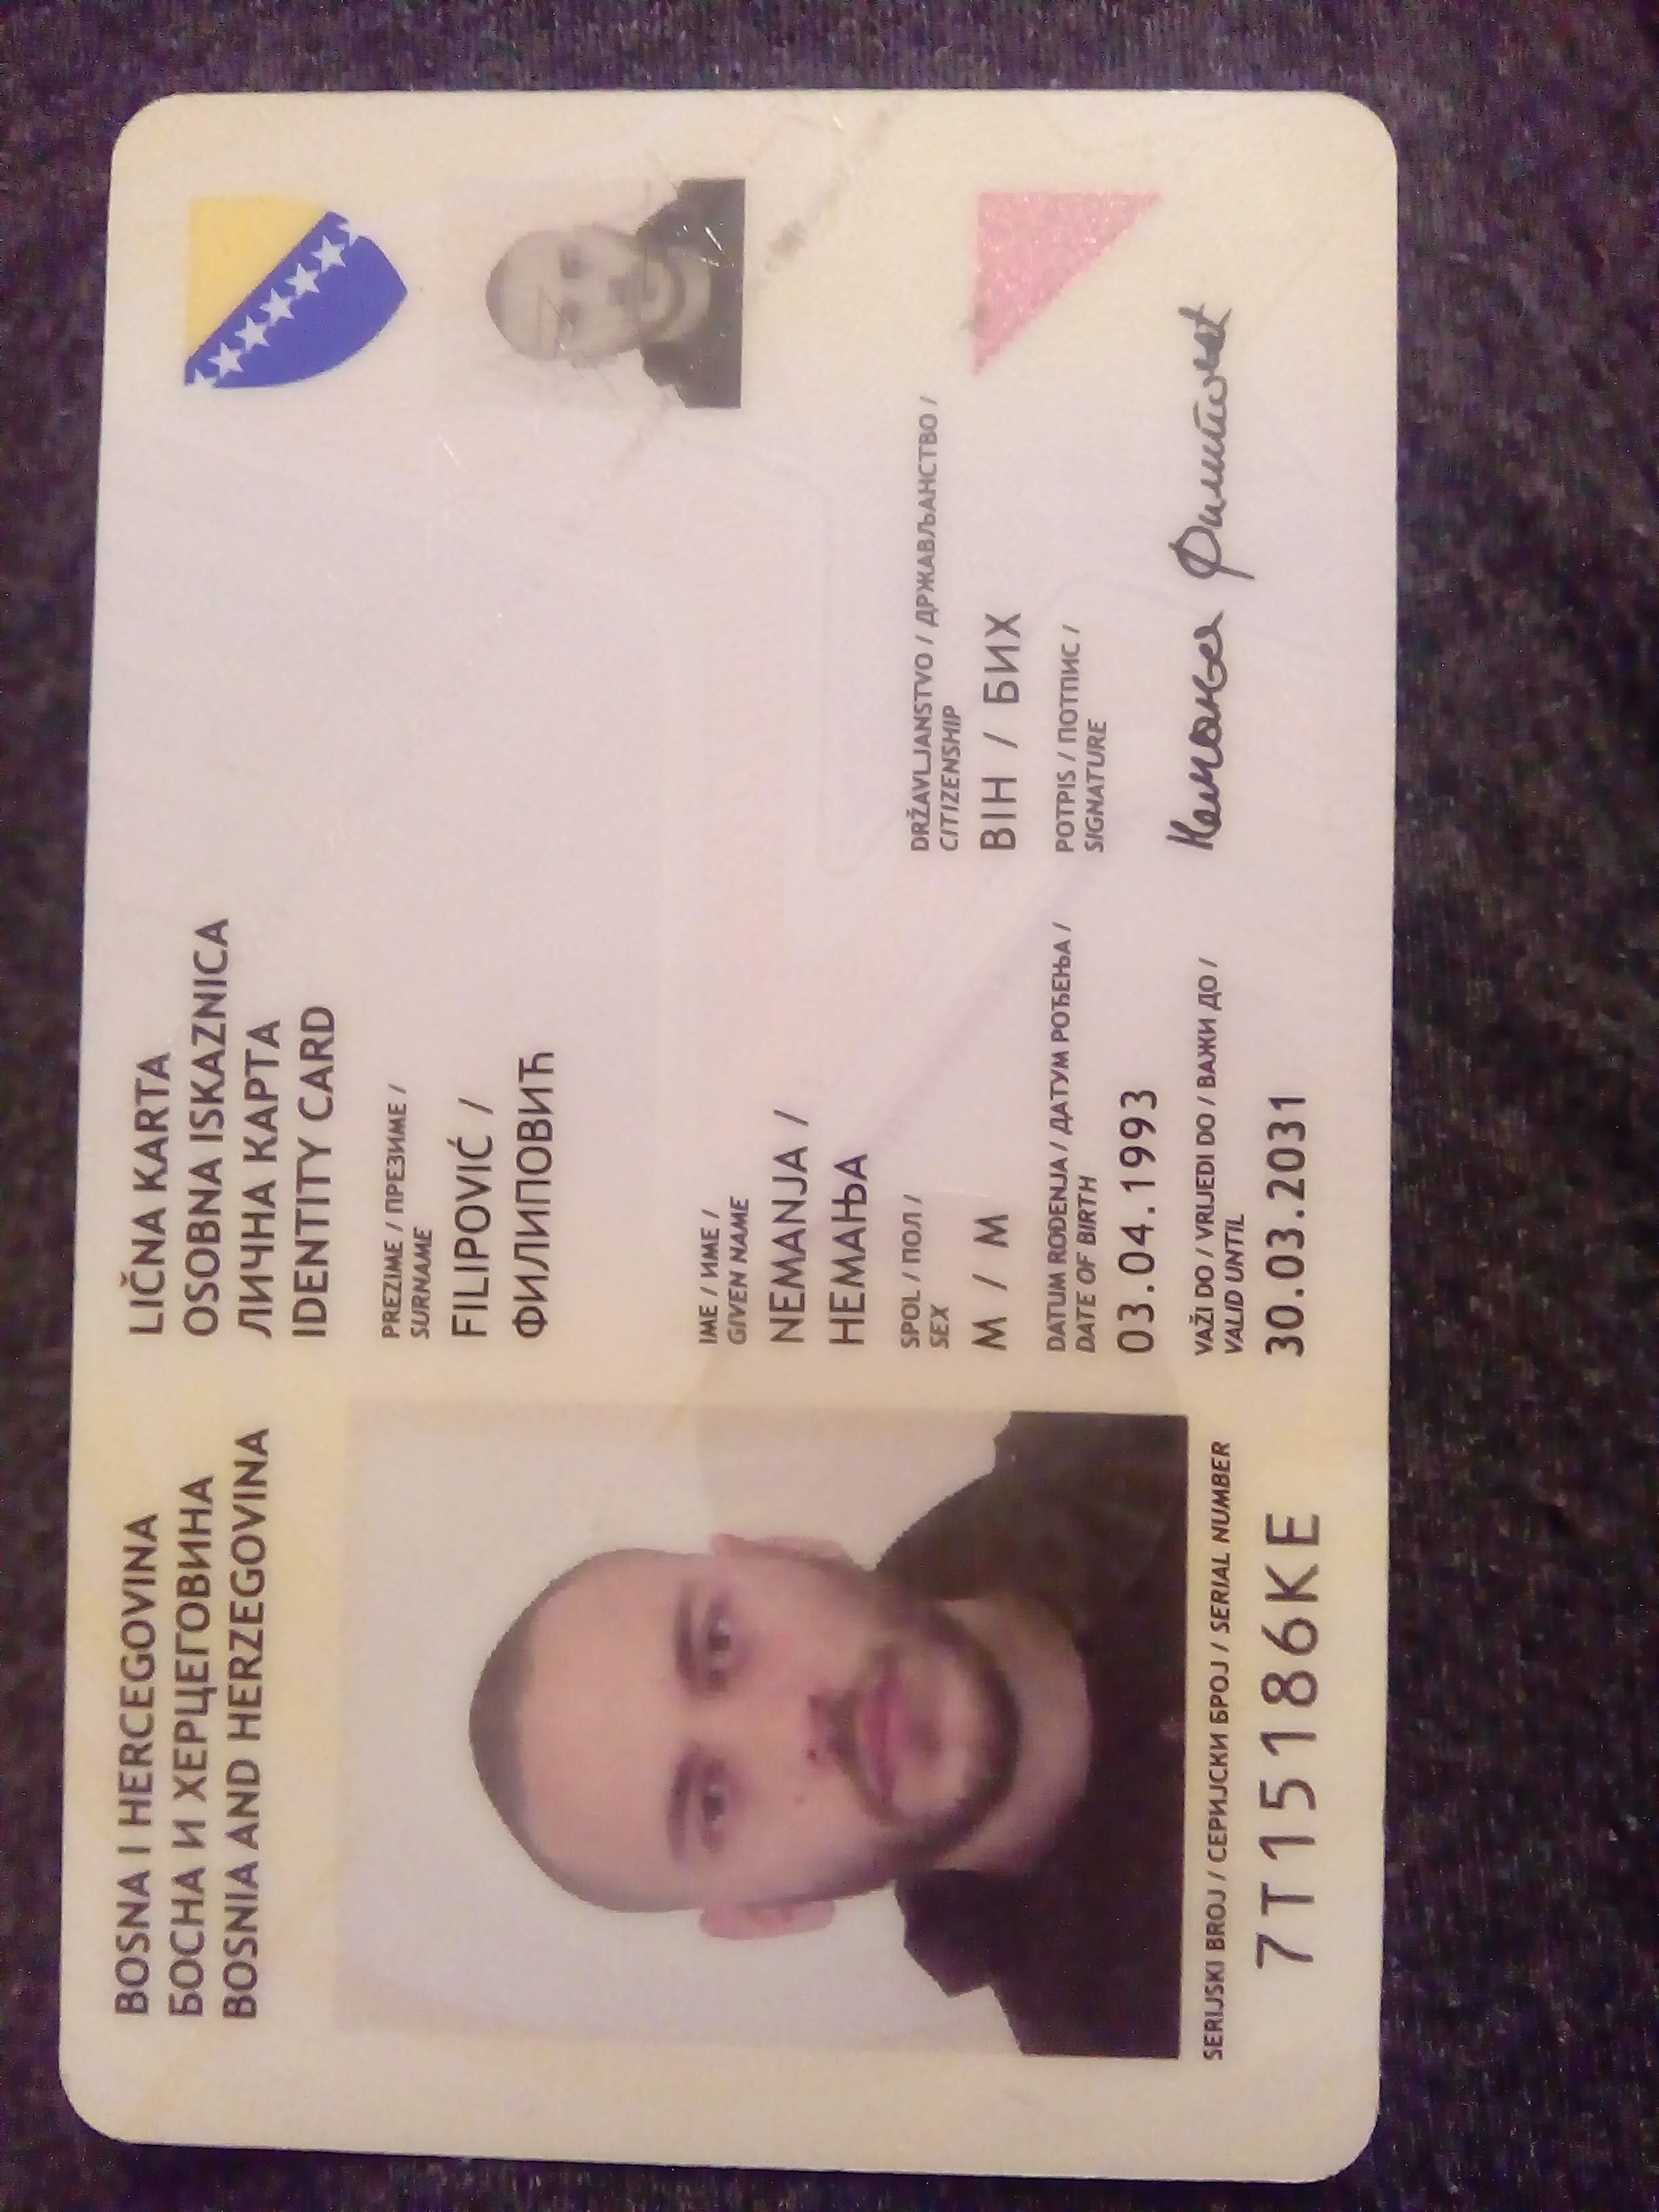 BOSNA I HERCEGOVINA
БОСНА И ХЕРЦЕГОВИНА
BOSNIA AND HERZEGOVINA
LIČNA KARTA
OSOBNA ISKAZNICA
ЛИЧНА КАРТА
IDENTITY CARD
PREZIME / ПРЕЗИМЕ /
SURNAME
FILIPOVIĆ /
ФИЛИПОВИЋ
IME / ИМЕ /
GIVEN NAME
NEMANJA /
НЕМАЊА
SPOL / ПОЛ /
SEX
M / M
DRŽAVLJANSTVO / ДРЖАВЉАНСТВО /
CITIZENSHIP
BIH / БИХ
DATUM ROĐENJA / ДАТУМ РОЂЕЊА /
DATE OF BIRTH
03.04.1993
POTPIS / ПОТПИС /
SIGNATURE
Немања Филиповић
VAŽI DO / VRIJEDI DO / ВАЖИ ДО /
VALID UNTIL
30.03.2031
SERIJSKI BROJ / СЕРИЈСКИ БРОЈ / SERIAL NUMBER
7T15186KE